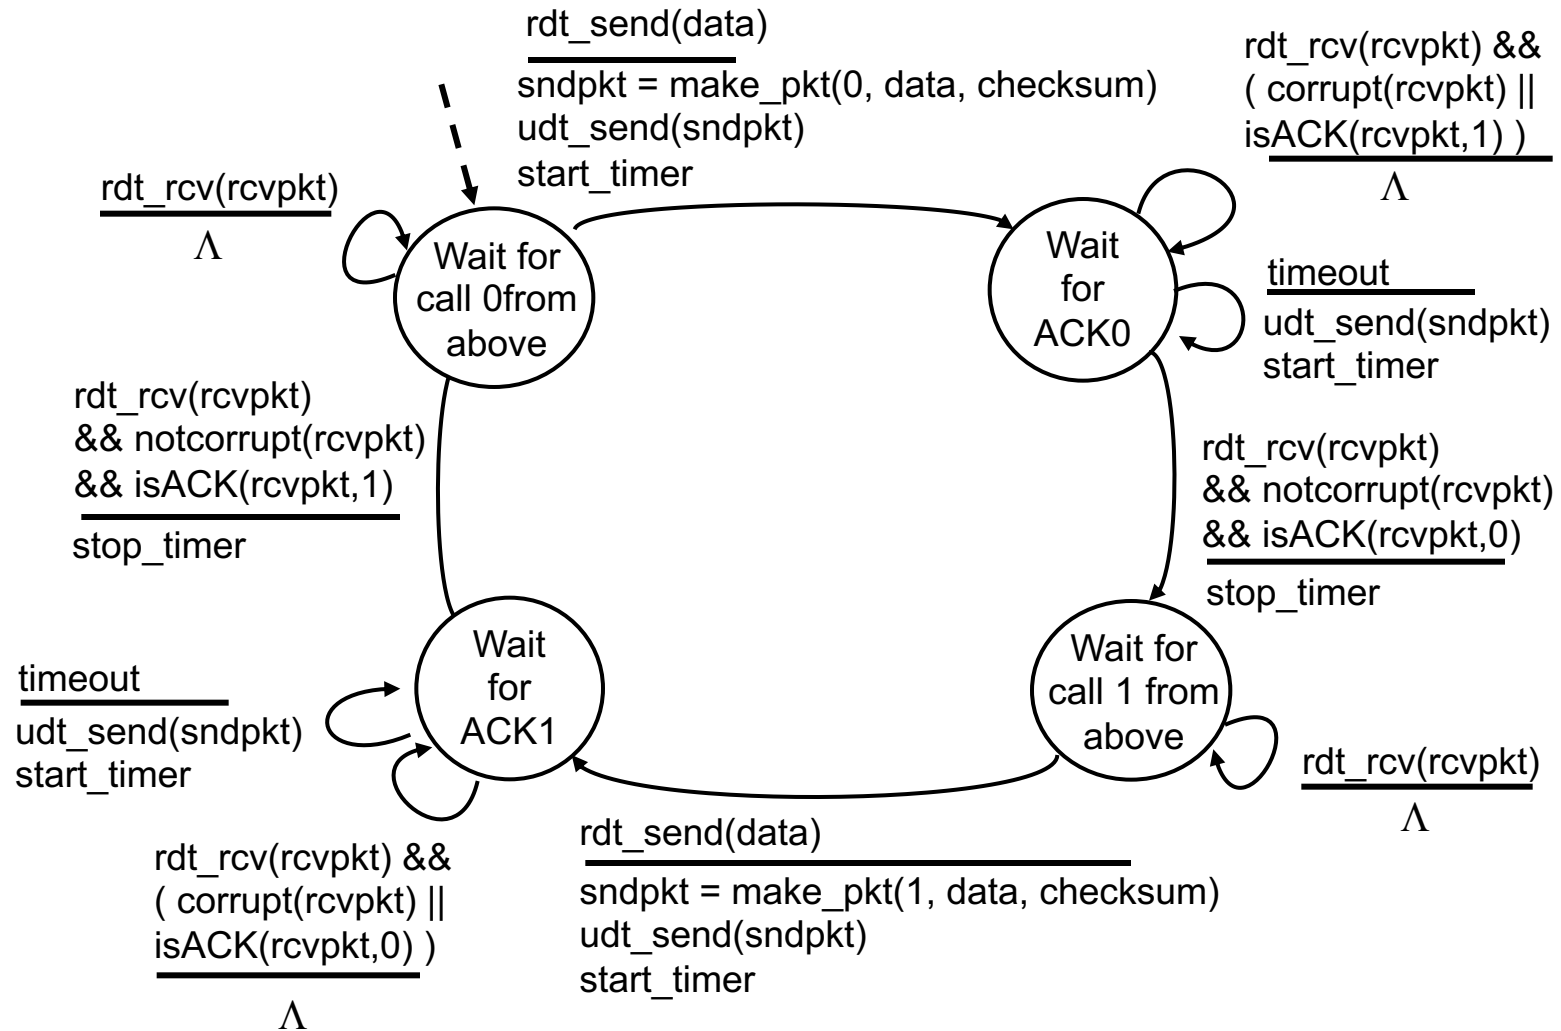 rdt_send(data)
sndpkt = make_pkt(0, data, checksum)
udt_send(sndpkt)
start_timer
rdt_rcv(rcvpkt) &&
( corrupt(rcvpkt) ||
isACK(rcvpkt,1) )
Λ
rdt_rcv(rcvpkt)
Λ
Wait for
call 0from
above
Wait
for
ACK0
timeout
udt_send(sndpkt)
start_timer
rdt_rcv(rcvpkt)
&& notcorrupt(rcvpkt)
&& isACK(rcvpkt,1)
stop_timer
rdt_rcv(rcvpkt)
&& notcorrupt(rcvpkt)
&& isACK(rcvpkt,0)
stop_timer
Wait
for
ACK1
Wait for
call 1 from
above
timeout
udt_send(sndpkt)
start_timer
rdt_rcv(rcvpkt)
Λ
rdt_rcv(rcvpkt) &&
( corrupt(rcvpkt) ||
isACK(rcvpkt,0) )
Λ
rdt_send(data)
sndpkt = make_pkt(1, data, checksum)
udt_send(sndpkt)
start_timer